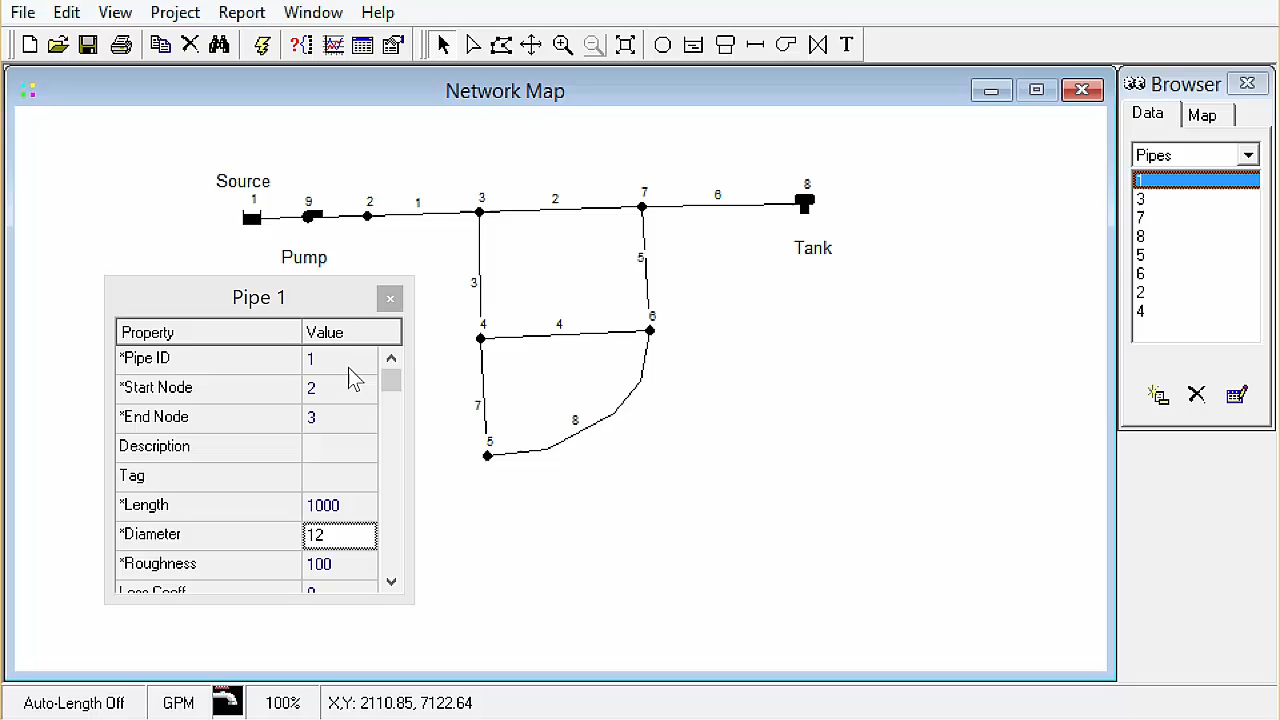 File Edit View Project Report Window Help
T
Network Map
Browser
Data Map
Pipes
1
3
7
8
5
6
2
4
Source
1 9 2 1 3 2 7 6 8
Pump
Tank
3
5
4 4 6
7
8
5
Pipe 1
Property Value
*Pipe ID 1
*Start Node 2
*End Node 3
Description
Tag
*Length 1000
*Diameter 12
*Roughness 100
Loss Coeff. 0
Auto-Length Off GPM 100% X,Y: 2110.85, 7122.64